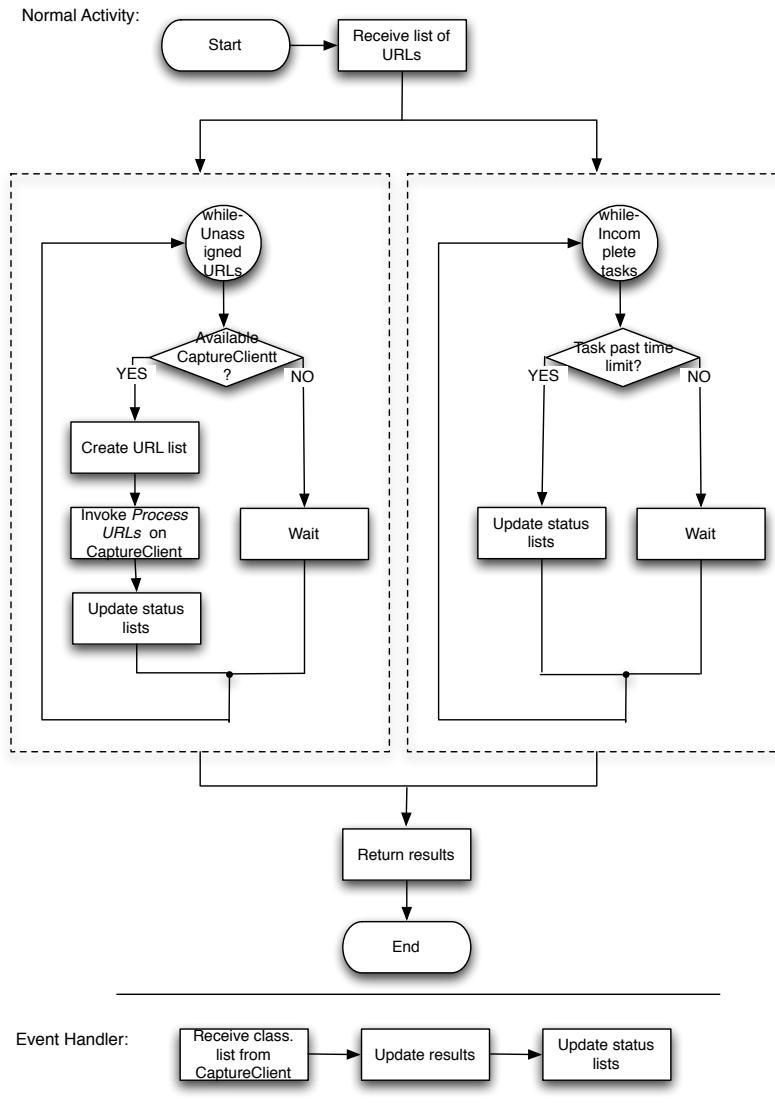 Normal Activity:
Start
Receive list of
URLs
while-
Unass
igned
URLs
Available
CaptureClientt
?
YES
NO
Create URL list
Invoke Process
URLs on
CaptureClient
Wait
Update status
lists
while-
Incom
plete
tasks
Task past time
limit?
YES
NO
Update status
lists
Wait
Return results
End
Event Handler:
Receive class.
list from
CaptureClient
Update results
Update status
lists